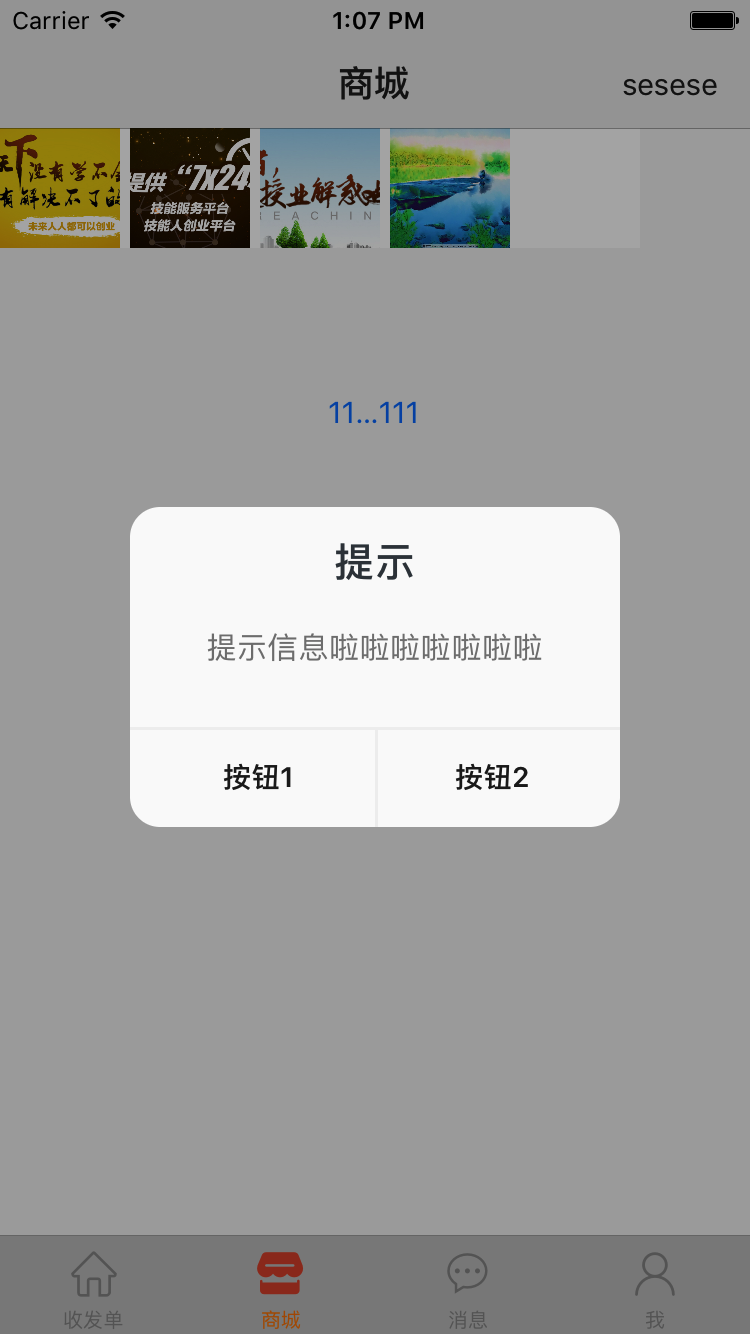 Carrier 1:07 PM
商城 sesese
天下没有学不会
有解决不了的
未来人人都可以创业
提供 “7x24
技能服务平台
技能人创业平台
授业解惑
EACHIN
11...111
提示
提示信息啦啦啦啦啦啦啦
按钮1 按钮2
收发单 商城 消息 我